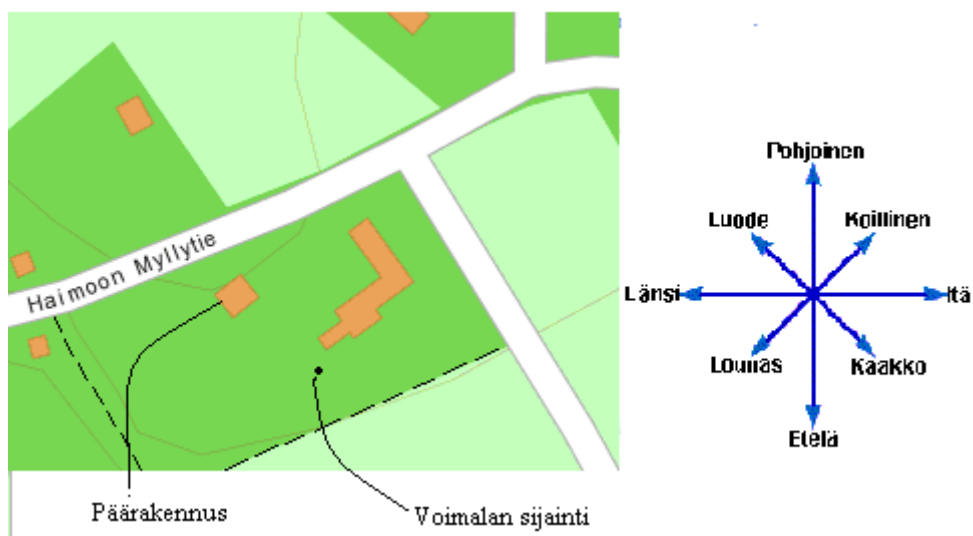 Haimoon Myllytie
Päärakennus
Voimalan sijainti
Pohjoinen
Luode
Koillinen
Länsi
Itä
Lounas
Kaakko
Etelä